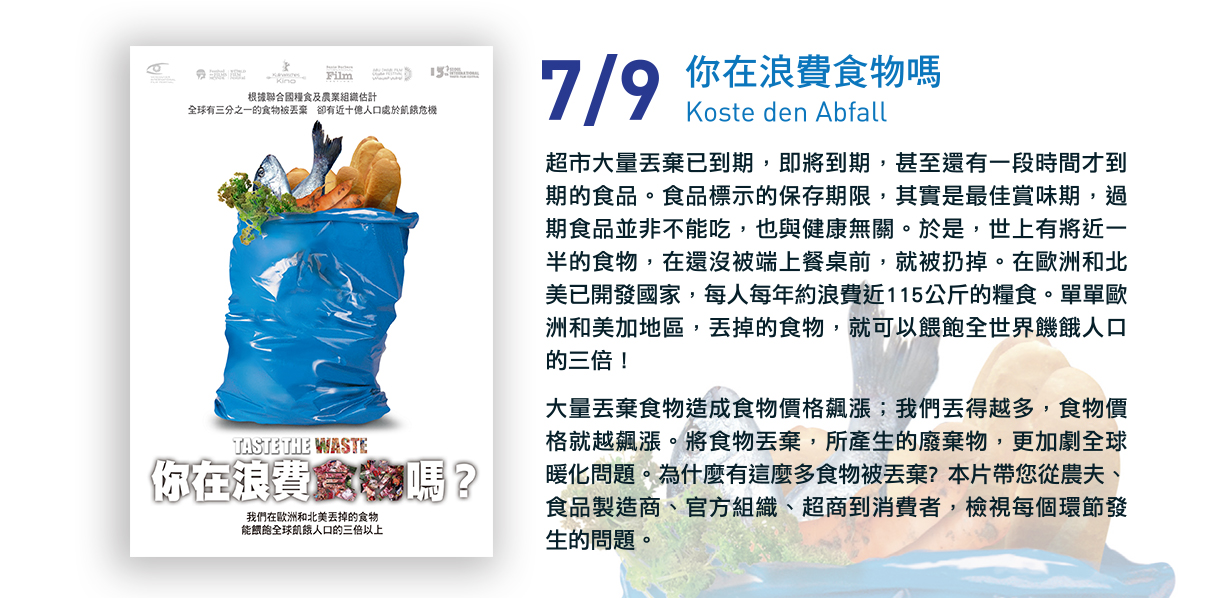 根據聯合國糧食及農業組織估計
全球有三分之一的食物被丟棄 卻有近十億人口處於飢餓危機
TASTE THE WASTE
你在浪費食物嗎？
我們在歐洲和北美丟掉的食物
能餵飽全球飢餓人口的三倍以上
7/9
你在浪費食物嗎
Koste den Abfall
超市大量丟棄已到期，即將到期，甚至還有一段時間才到
期的食品。食品標示的保存期限，其實是最佳賞味期，過
期食品並非不能吃，也與健康無關。於是，世上有將近一
半的食物，在還沒被端上餐桌前，就被扔掉。在歐洲和北
美已開發國家，每人每年約浪費近115公斤的糧食。單單歐
洲和美加地區，丟掉的食物，就可以餵飽全世界饑餓人口
的三倍！
大量丟棄食物造成食物價格飆漲；我們丟得越多，食物價
格就越飆漲。將食物丟棄，所產生的廢棄物，更加劇全球
暖化問題。為什麼有這麼多食物被丟棄? 本片帶您從農夫、
食品製造商、官方組織、超商到消費者，檢視每個環節發
生的問題。